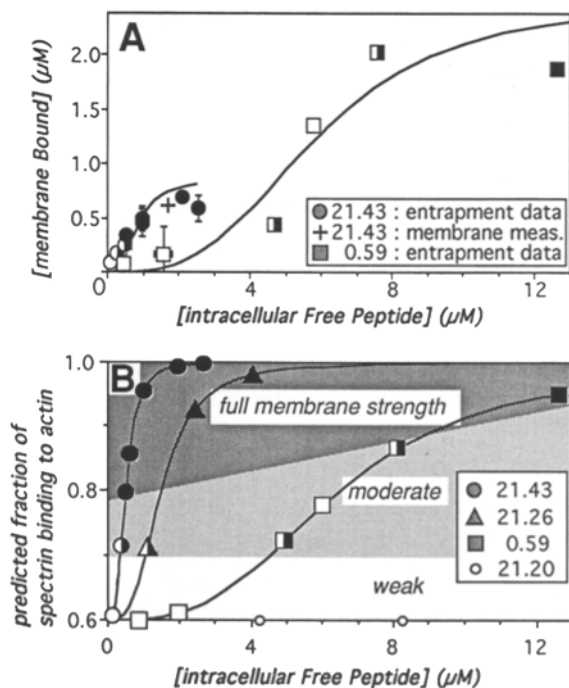 A
[membrane Bound] (μM)
2.0
1.5
1.0
0.5
21.43 : entrapment data
21.43 : membrane meas.
0.59 : entrapment data
0 4 8 12
[intracellular Free Peptide] (μM)
B
predicted fraction of
spectrin binding to actin
1.0
0.8
0.6
full membrane strength
moderate
weak
21.43
21.26
0.59
21.20
0 4 8 12
[intracellular Free Peptide] (μM)